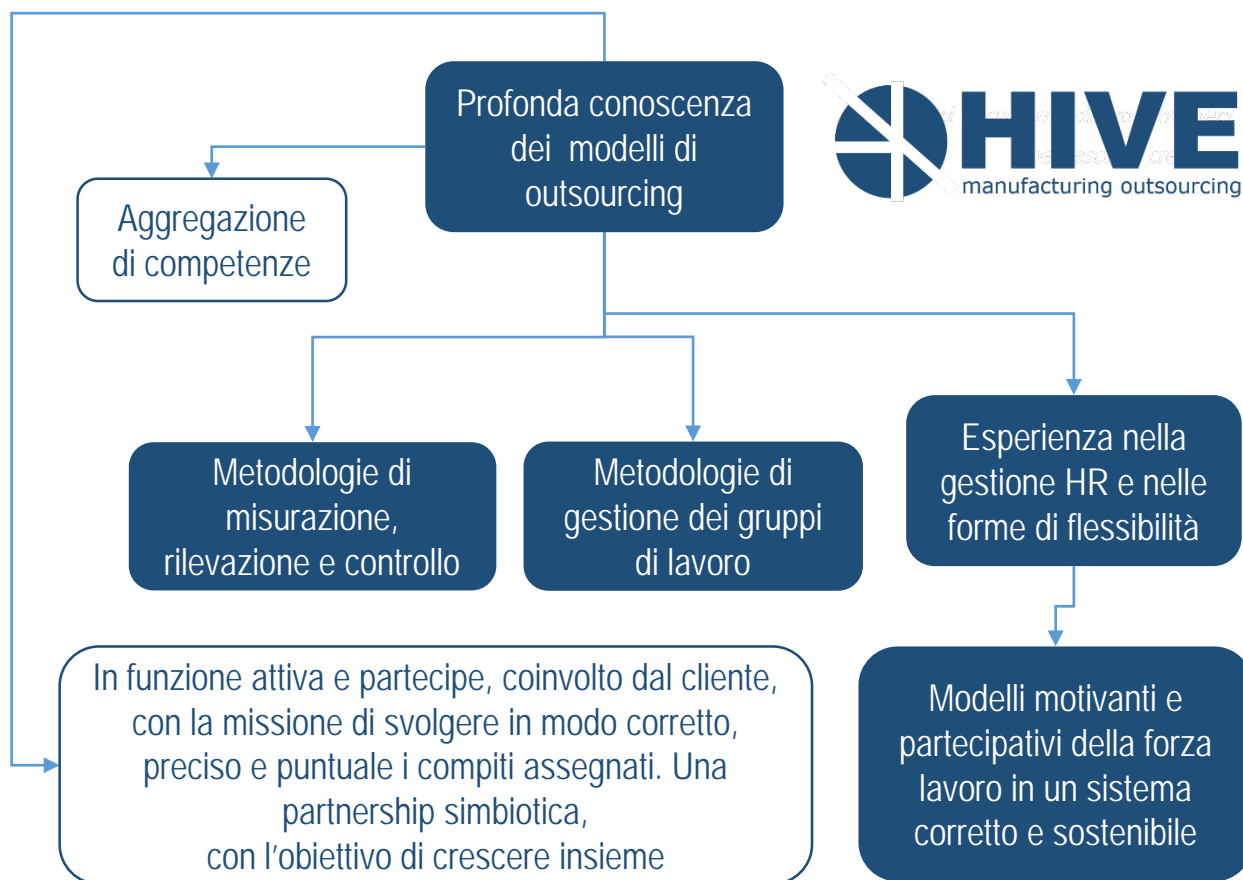 Profonda conoscenza
dei modelli di
outsourcing
HIVE
manufacturing outsourcing
Aggregazione
di competenze
Metodologie di
misurazione,
rilevazione e controllo
Metodologie di
gestione dei gruppi
di lavoro
Esperienza nella
gestione HR e nelle
forme di flessibilità
In funzione attiva e partecipe, coinvolto dal cliente,
con la missione di svolgere in modo corretto,
preciso e puntuale i compiti assegnati. Una
partnership simbiotica,
con l'obiettivo di crescere insieme
Modelli motivanti e
partecipativi della forza
lavoro in un sistema
corretto e sostenibile